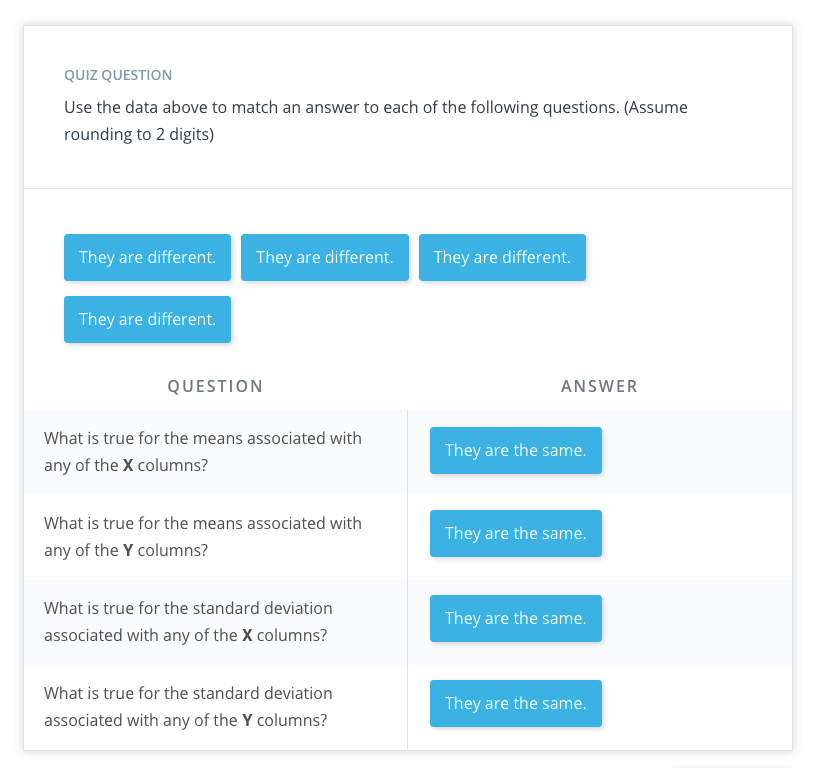 QUIZ QUESTION
Use the data above to match an answer to each of the following questions. (Assume
rounding to 2 digits)
They are different.
They are different.
They are different.
They are different.
QUESTION
ANSWER
What is true for the means associated with
any of the X columns?
They are the same.
What is true for the means associated with
any of the Y columns?
They are the same.
What is true for the standard deviation
associated with any of the X columns?
They are the same.
What is true for the standard deviation
associated with any of the Y columns?
They are the same.